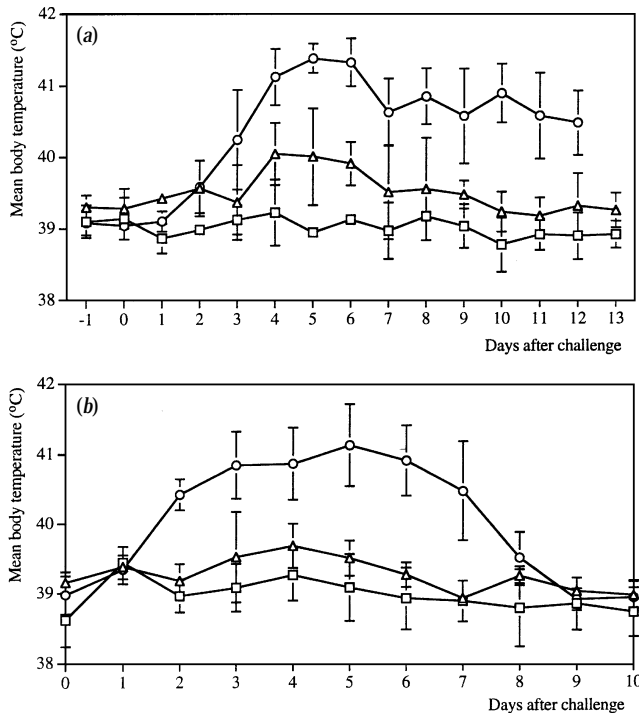 (a)
Mean body temperature (°C)
42
41
40
39
38
-1 0 1 2 3 4 5 6 7 8 9 10 11 12 13
Days after challenge
(b)
Mean body temperature (°C)
42
41
40
39
38
0 1 2 3 4 5 6 7 8 9 10
Days after challenge